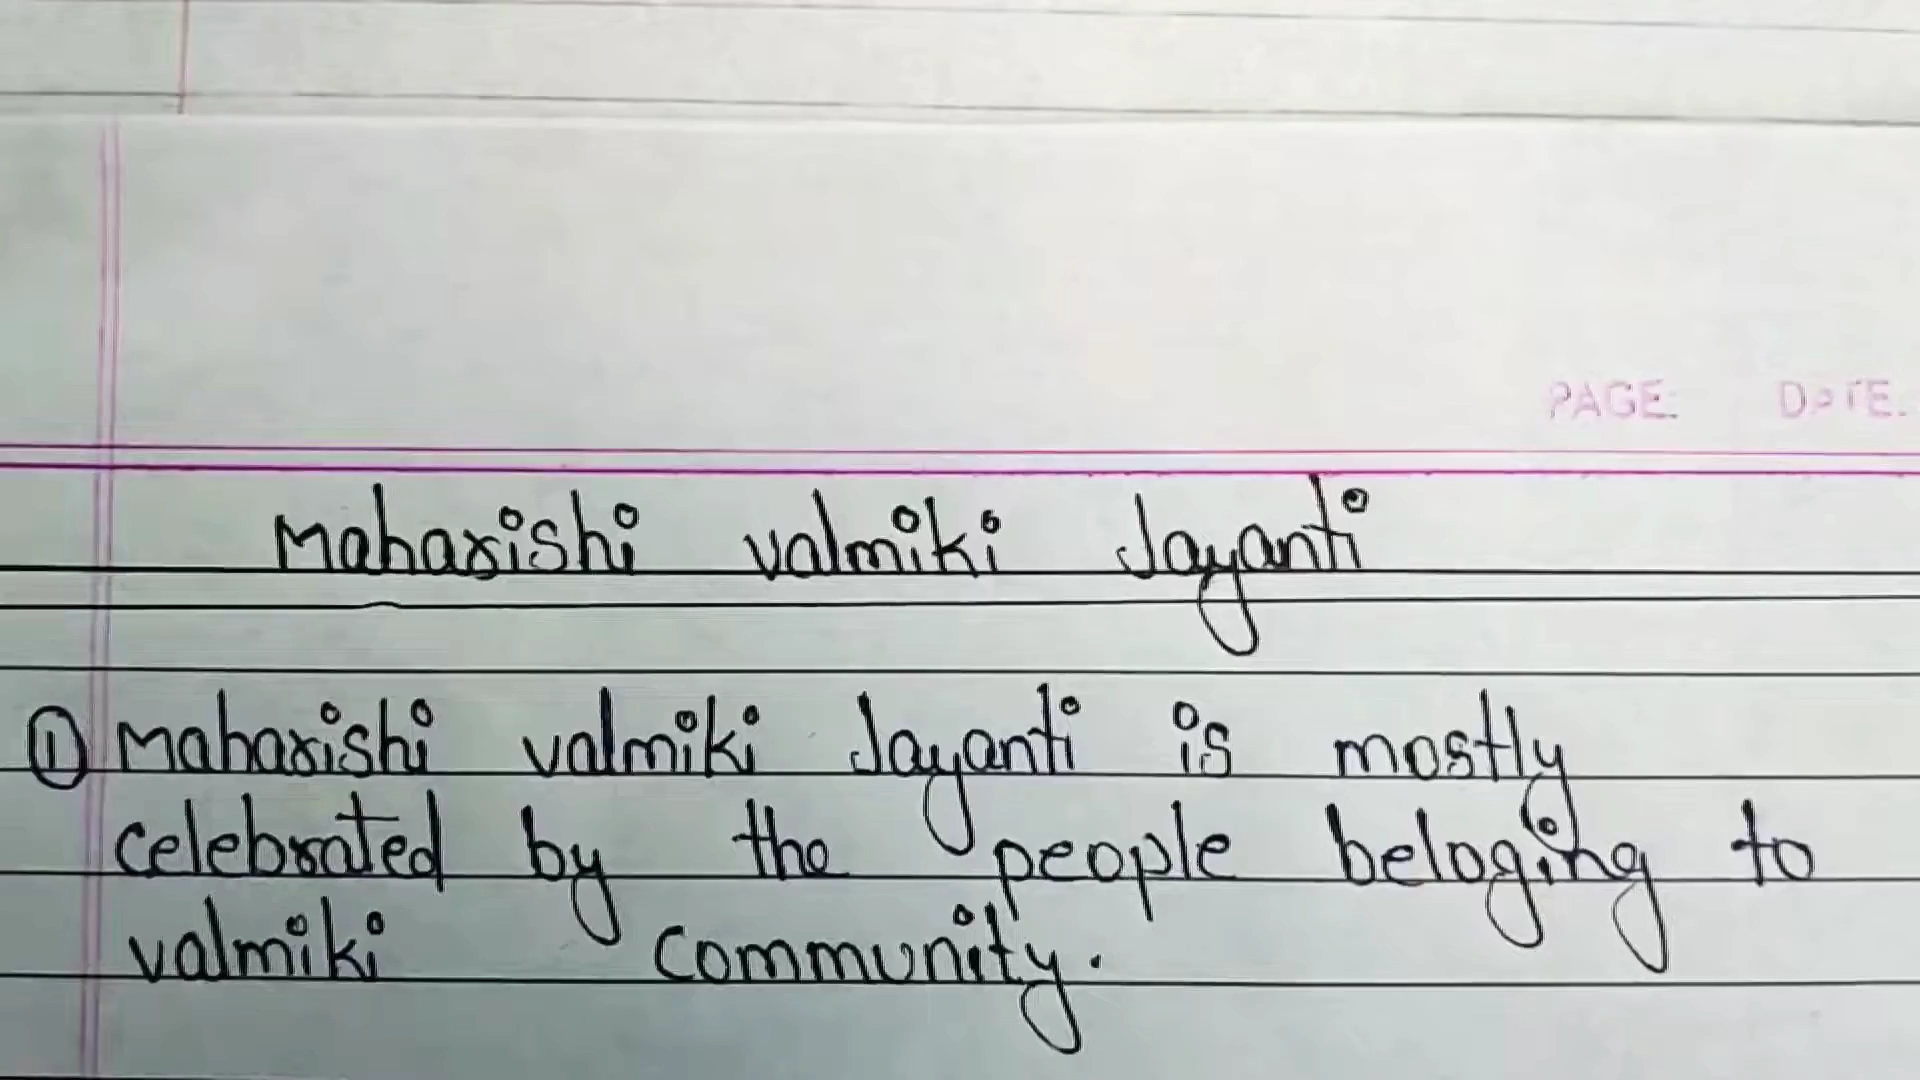 PAGE. DATE.
Maharishi valmiki Jayanti
① Maharishi valmiki Jayanti is mostly
celebrated by the people beloging to
valmiki community.